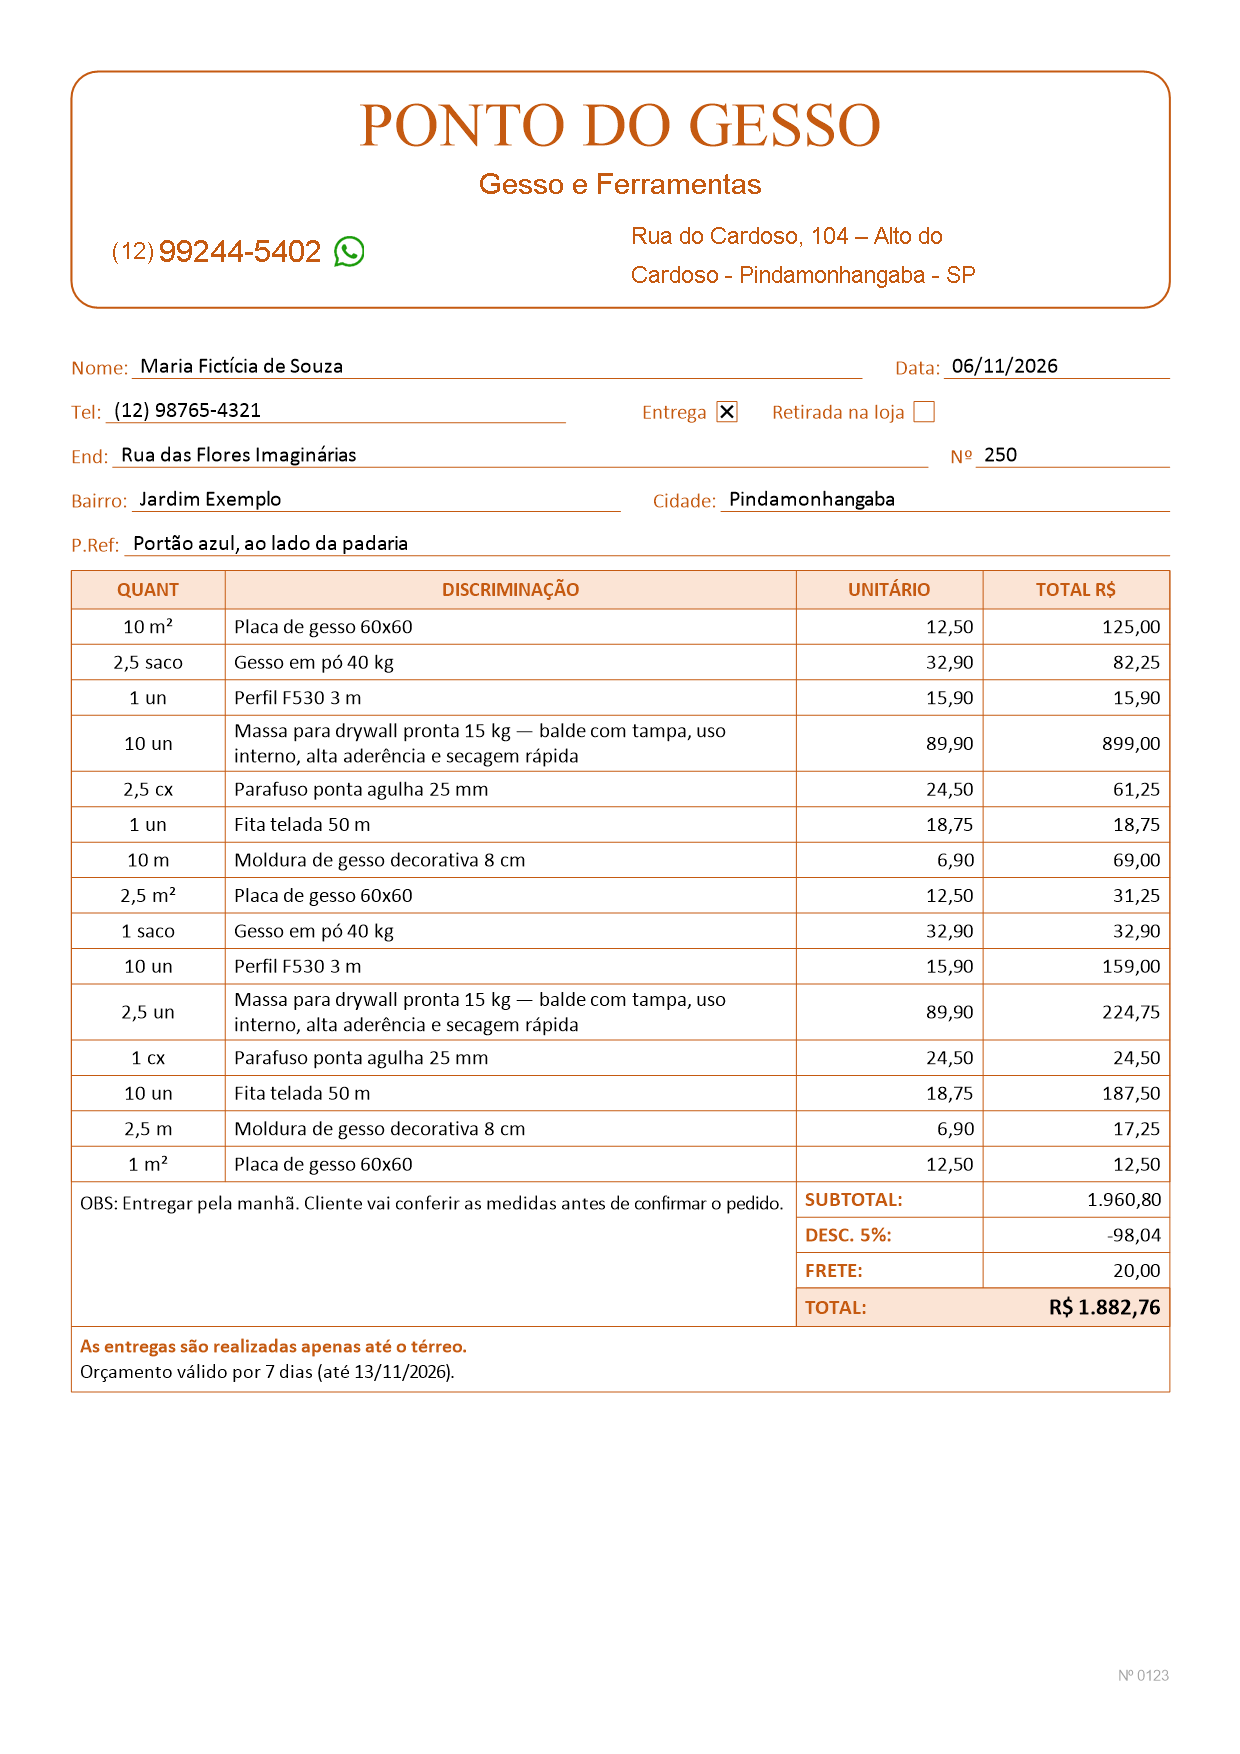 PONTO DO GESSO
Gesso e Ferramentas
(12) 99244-5402
Rua do Cardoso, 104 – Alto do
Cardoso - Pindamonhangaba - SP
Nome: Maria Fictícia de Souza Data: 06/11/2026
Tel: (12) 98765-4321 Entrega ☒ Retirada na loja ☐
End: Rua das Flores Imaginárias Nº 250
Bairro: Jardim Exemplo Cidade: Pindamonhangaba
P.Ref: Portão azul, ao lado da padaria
QUANT DISCRIMINAÇÃO UNITÁRIO TOTAL R$
10 m² Placa de gesso 60x60 12,50 125,00
2,5 saco Gesso em pó 40 kg 32,90 82,25
1 un Perfil F530 3 m 15,90 15,90
10 un Massa para drywall pronta 15 kg — balde com tampa, uso 89,90 899,00
interno, alta aderência e secagem rápida
2,5 cx Parafuso ponta agulha 25 mm 24,50 61,25
1 un Fita telada 50 m 18,75 18,75
10 m Moldura de gesso decorativa 8 cm 6,90 69,00
2,5 m² Placa de gesso 60x60 12,50 31,25
1 saco Gesso em pó 40 kg 32,90 32,90
10 un Perfil F530 3 m 15,90 159,00
2,5 un Massa para drywall pronta 15 kg — balde com tampa, uso 89,90 224,75
interno, alta aderência e secagem rápida
1 cx Parafuso ponta agulha 25 mm 24,50 24,50
10 un Fita telada 50 m 18,75 187,50
2,5 m Moldura de gesso decorativa 8 cm 6,90 17,25
1 m² Placa de gesso 60x60 12,50 12,50
OBS: Entregar pela manhã. Cliente vai conferir as medidas antes de confirmar o pedido. SUBTOTAL: 1.960,80
DESC. 5%: -98,04
FRETE: 20,00
TOTAL: R$ 1.882,76
As entregas são realizadas apenas até o térreo.
Orçamento válido por 7 dias (até 13/11/2026).
Nº 0123